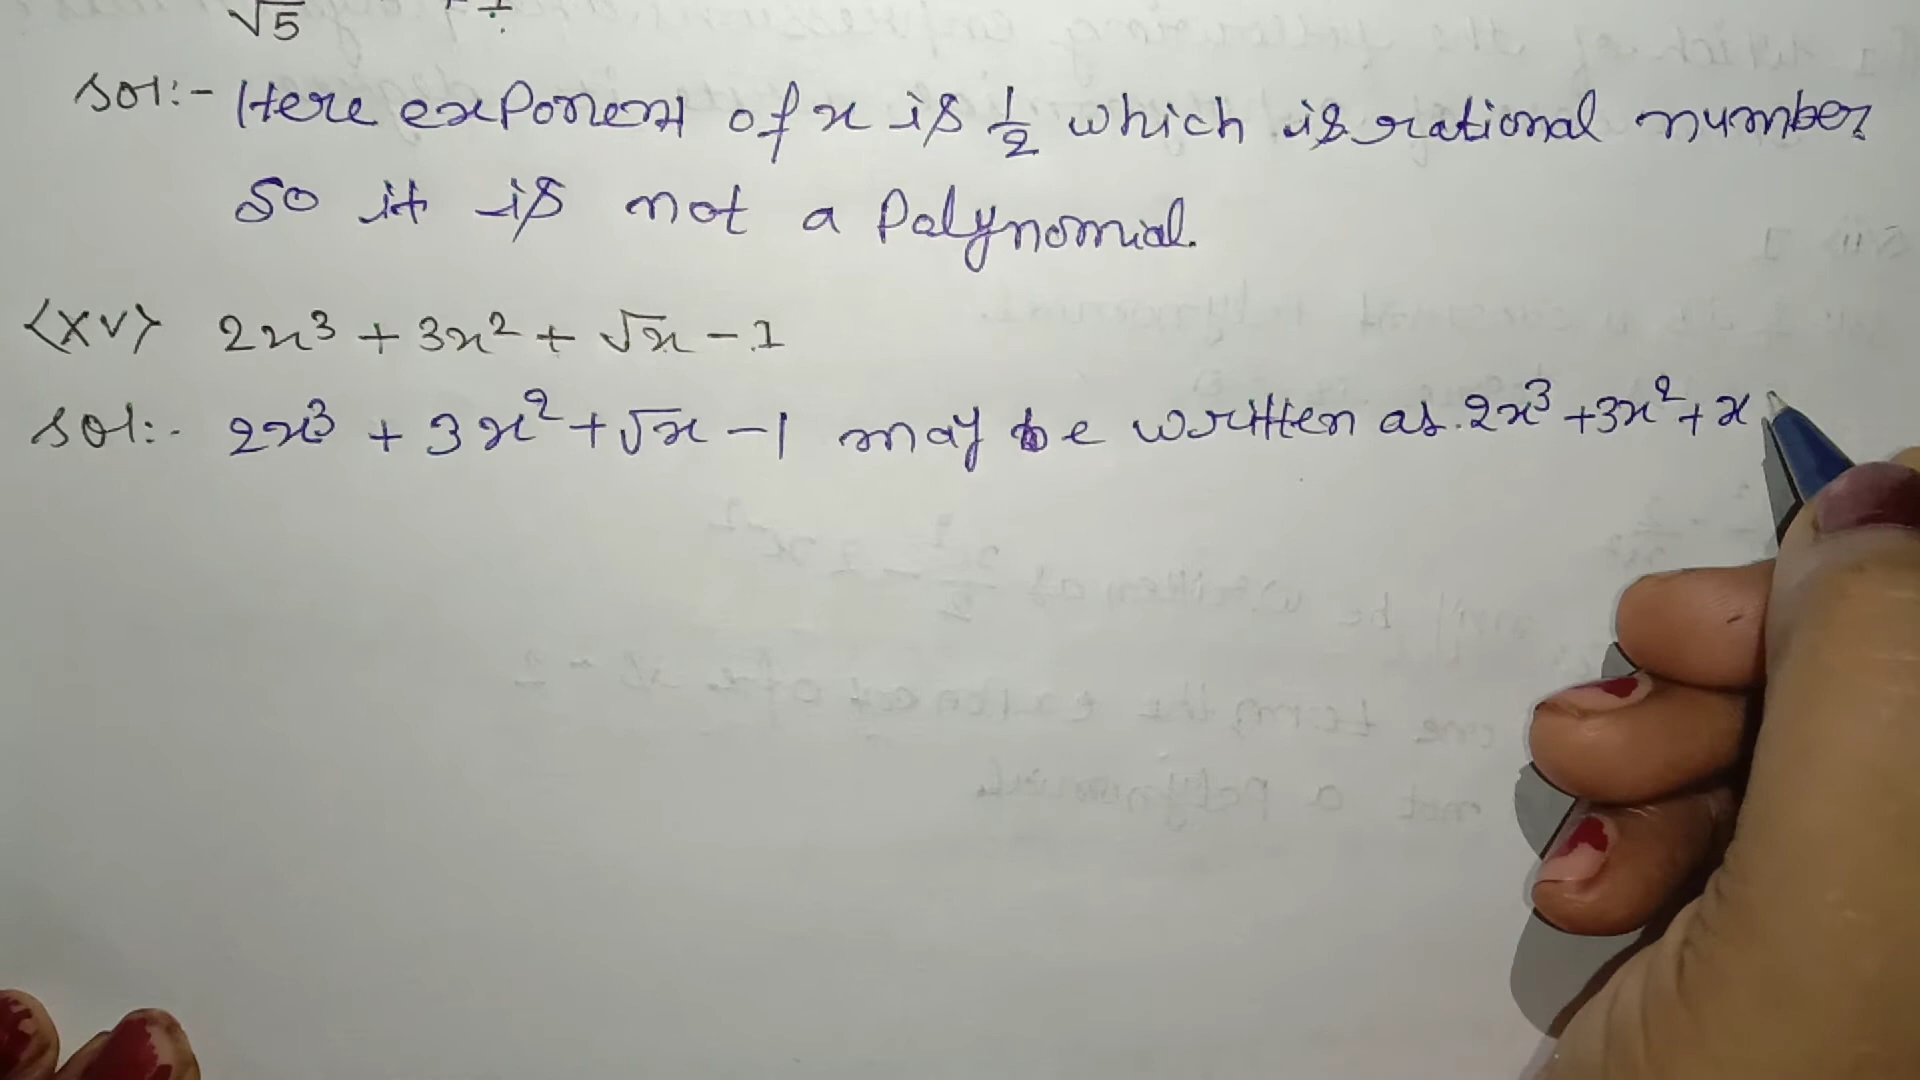 √5
Sol:- Here exponent of x is 1/2 which is rational number
So it is not a Polynomial.
<xv> 2x³ + 3x² + √x - 1
Sol:- 2x³ + 3x² + √x - 1 may be written as 2x³ + 3x² + x